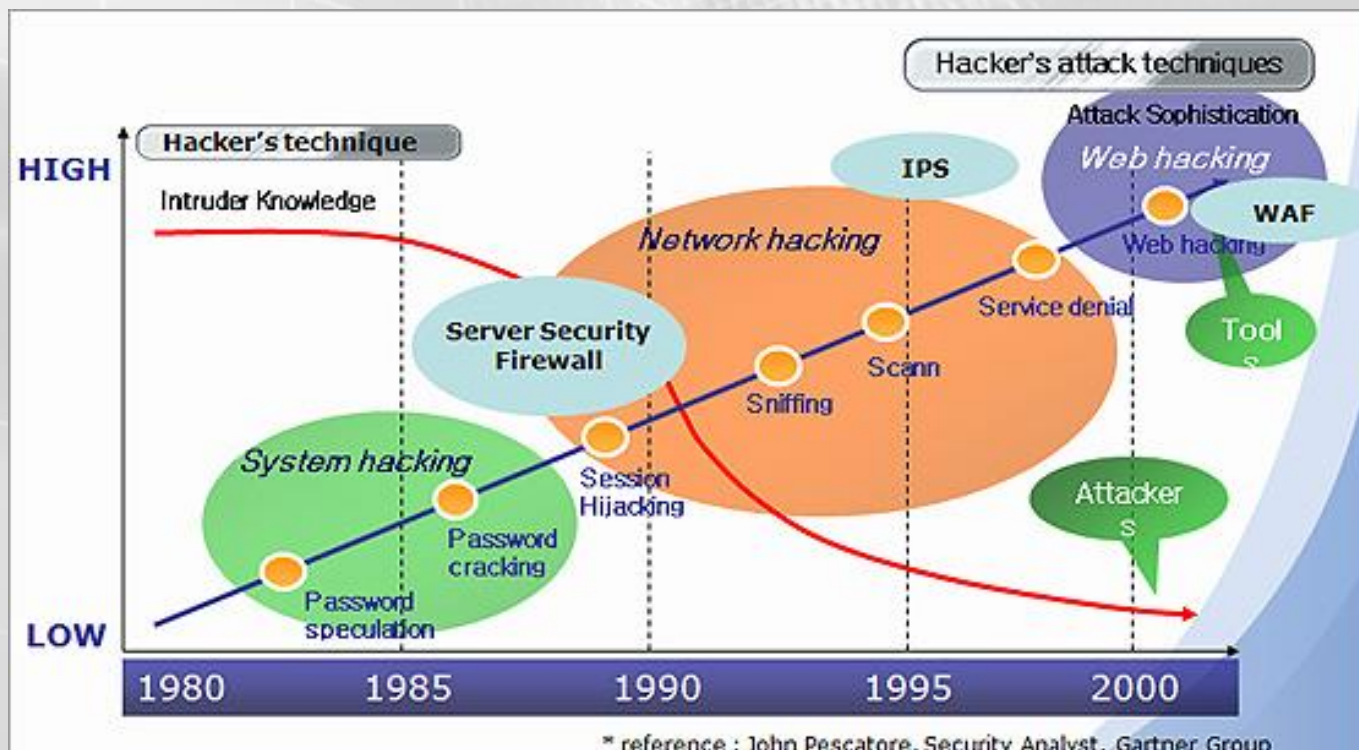 Hacker's attack techniques
Attack Sophistication
Hacker's technique
Web hacking
HIGH
IPS
Intruder Knowledge
WAF
Network hacking
Web hacking
Service denial
Server Security
Firewall
Tool
s
Scann
Sniffing
System hacking
Session
Hijacking
Attacker
s
Password
cracking
Password
speculation
LOW
1980 1985 1990 1995 2000
* reference : John Pescatore, Security Analyst, Gartner Group